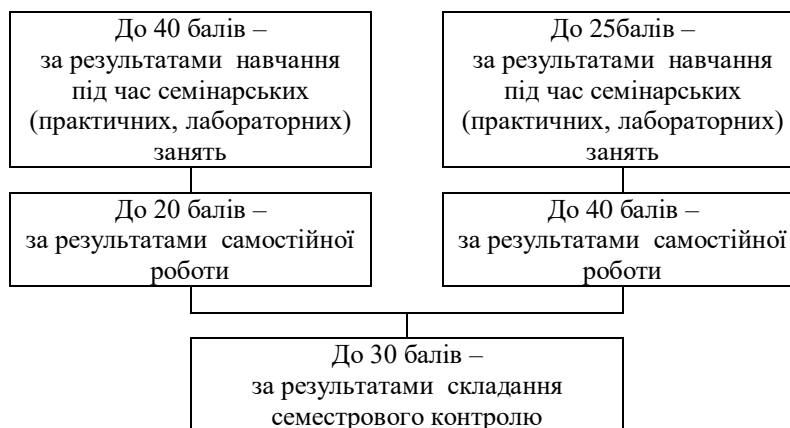 До 40 балів –
за результатами навчання
під час семінарських
(практичних, лабораторних)
занять
До 25балів –
за результатами навчання
під час семінарських
(практичних, лабораторних)
занять
До 20 балів –
за результатами самостійної
роботи
До 40 балів –
за результатами самостійної
роботи
До 30 балів –
за результатами складання
семестрового контролю